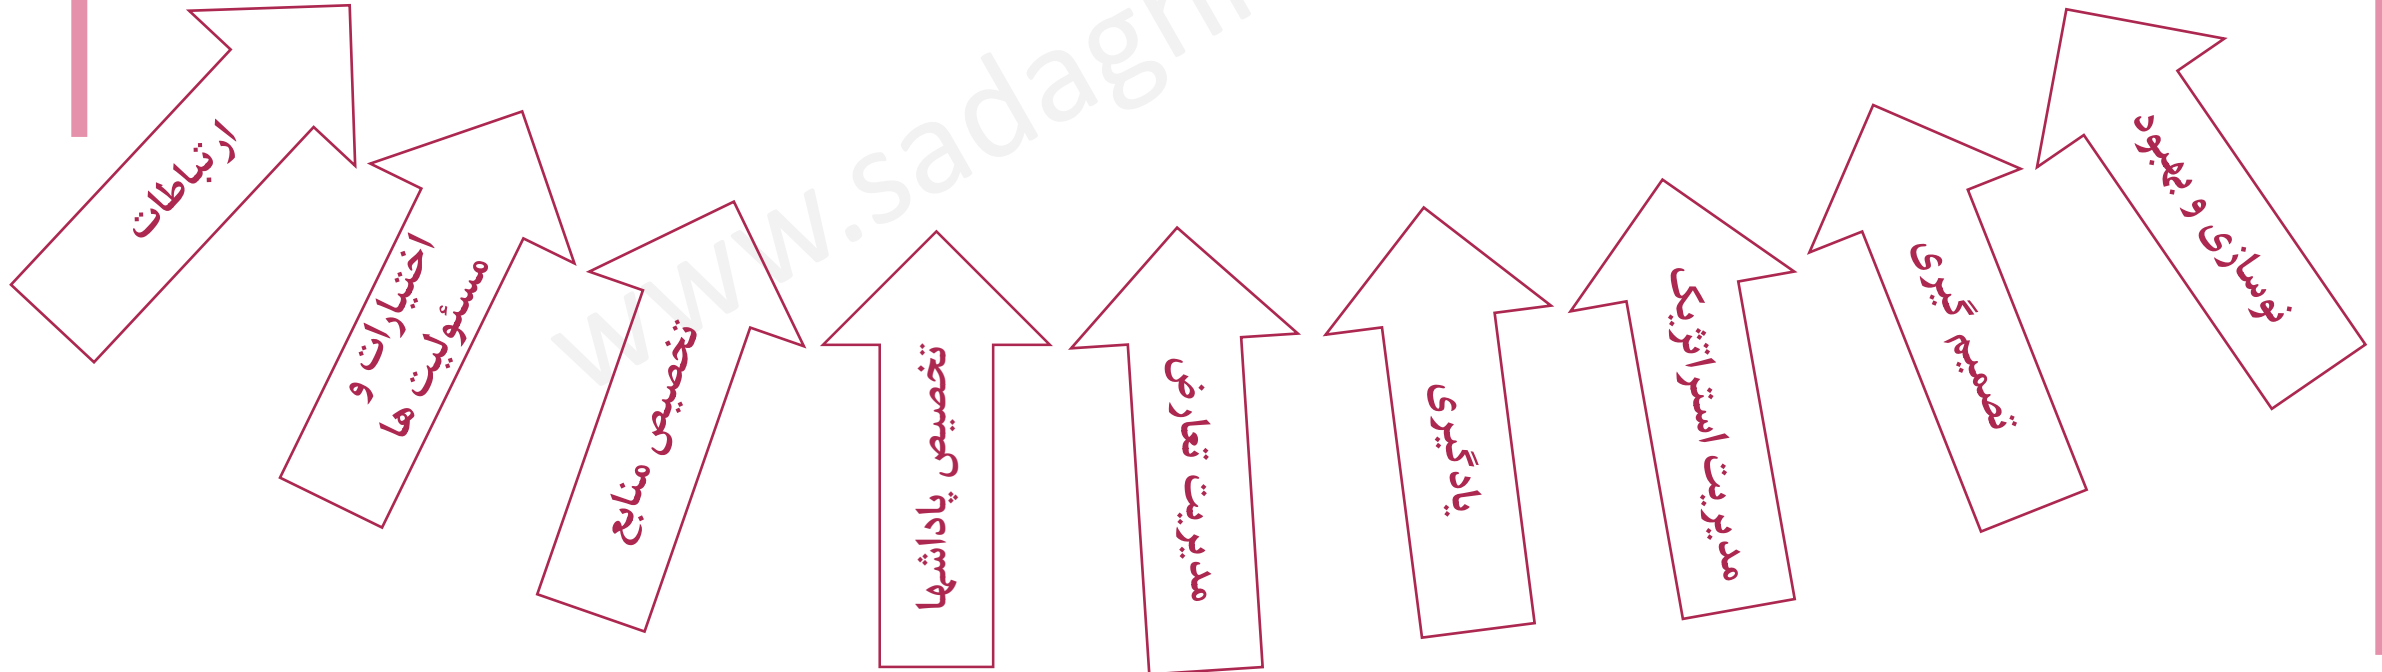 نوسازی و بهبود
تصمیم گیری
مدیریت استراتژیک
یادگیری
مدیریت تعارض
تخصیص پاداشها
تخصیص منابع
اختیارات و
مسئولیت ها
ارتباطات
www.sadagh